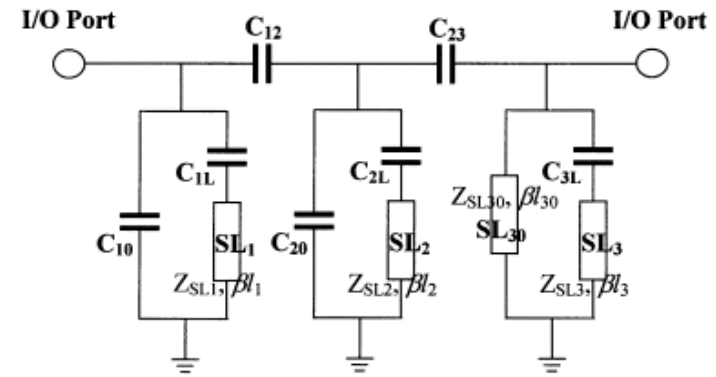 I/O Port
I/O Port
C12
C23
C1L
C2L
C3L
ZSL30, βl30
C10
SL1
C20
SL2
SL30
SL3
ZSL1, βl1
ZSL2, βl2
ZSL3, βl3